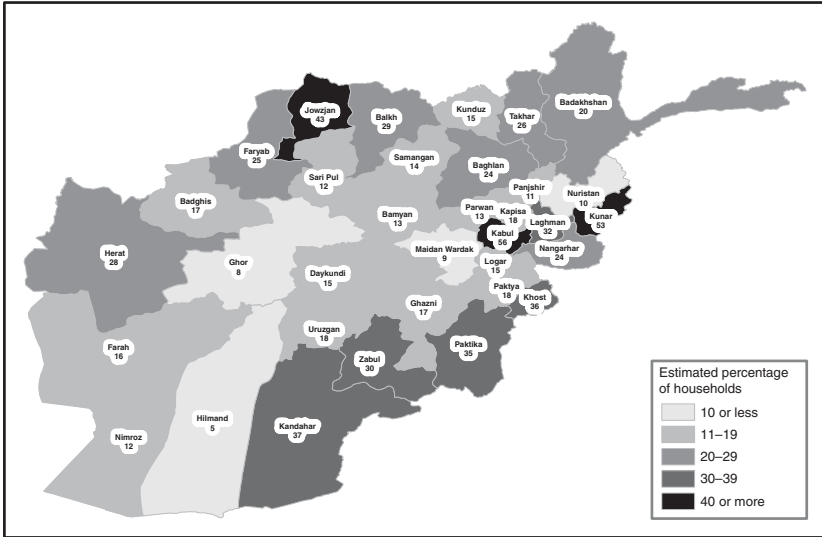 Jowzjan
43
Balkh
29
Kunduz
15
Takhar
26
Badakhshan
20
Faryab
25
Samangan
14
Baghlan
24
Sari Pul
12
Panjshir
11
Nuristan
10
Badghis
17
Bamyan
13
Parwan
13
Kapisa
18
Laghman
32
Kunar
53
Kabul
56
Nangarhar
24
Herat
28
Ghor
8
Maidan Wardak
9
Logar
15
Daykundi
15
Paktya
18
Khost
36
Ghazni
17
Uruzgan
18
Farah
16
Zabul
30
Paktika
35
Hilmand
5
Kandahar
37
Nimroz
12
Estimated percentage
of households
10 or less
11–19
20–29
30–39
40 or more